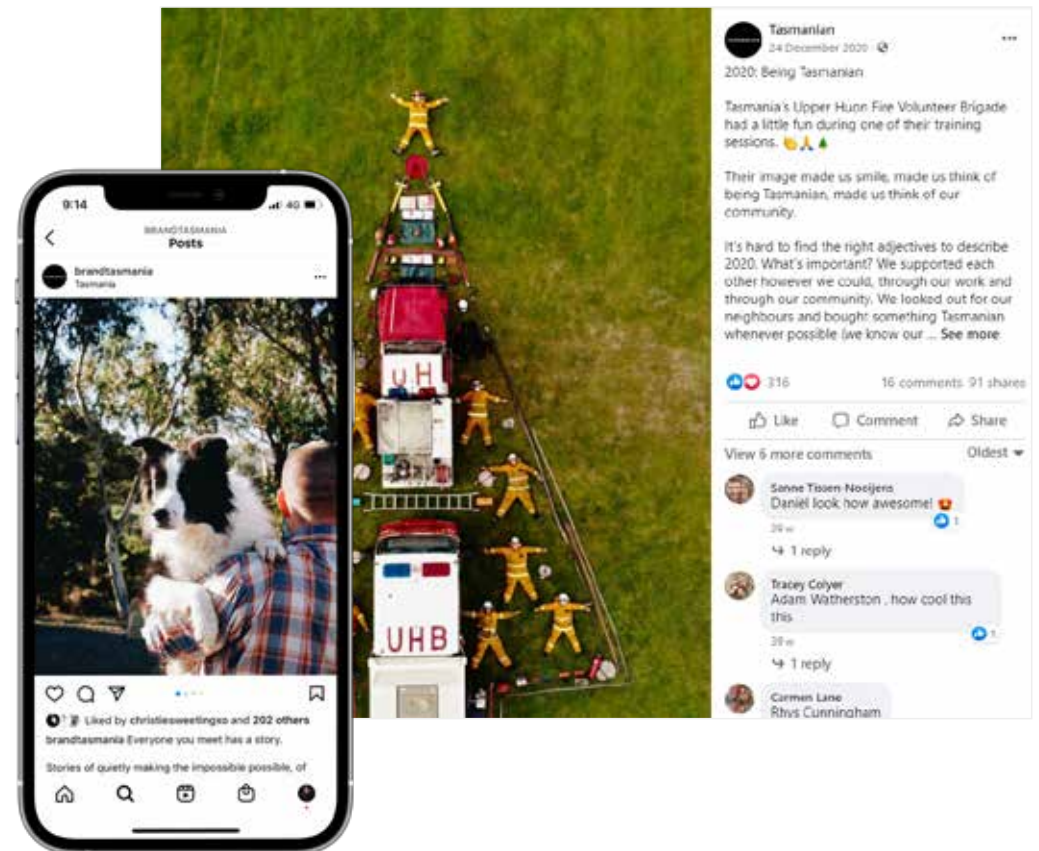 9:14
4G
BRANDTASMANIA
Posts
brandtasmania
Tasmania
Liked by christiesweetingxo and 202 others
brandtasmania Everyone you meet has a story.
Stories of quietly making the impossible possible, of
UH
UHB
Tasmanian
24 December 2020
2020: Being Tasmanian
Tasmania's Upper Huon Fire Volunteer Brigade
had a little fun during one of their training
sessions. 👏🙏🎄
Their image made us smile, made us think of
being Tasmanian, made us think of our
community.
It's hard to find the right adjectives to describe
2020. What's important? We supported each
other however we could, through our work and
through our community. We looked out for our
neighbours and bought something Tasmanian
whenever possible (we know our ... See more
316
16 comments 91 shares
Like Comment Share
View 6 more comments
Oldest
Sanne Tissen-Nooijens
Daniël look how awesome! 
1
39 w
1 reply
Tracey Colyer
Adam Watherston , how cool this
this
1
39 w
1 reply
Carmen Lane
Rhys Cunningham